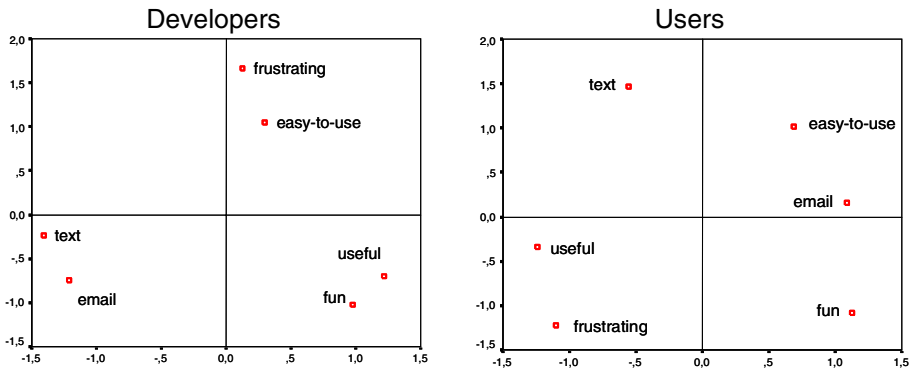 Developers
2,0
1,5
1,0
,5
0,0
-,5
-1,0
-1,5
-1,5
-1,0
-,5
0,0
,5
1,0
1,5
frustrating
easy-to-use
text
email
useful
fun
Users
2,0
1,5
1,0
,5
0,0
-,5
-1,0
-1,5
-1,5
-1,0
-,5
0,0
,5
1,0
1,5
text
easy-to-use
email
useful
fun
frustrating